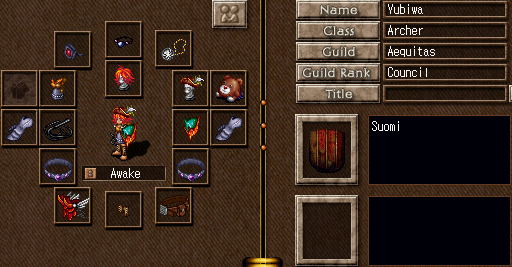 Name Yubiwa
Class Archer
Guild Aequitas
Guild Rank Council
Title
Suomi
Awake